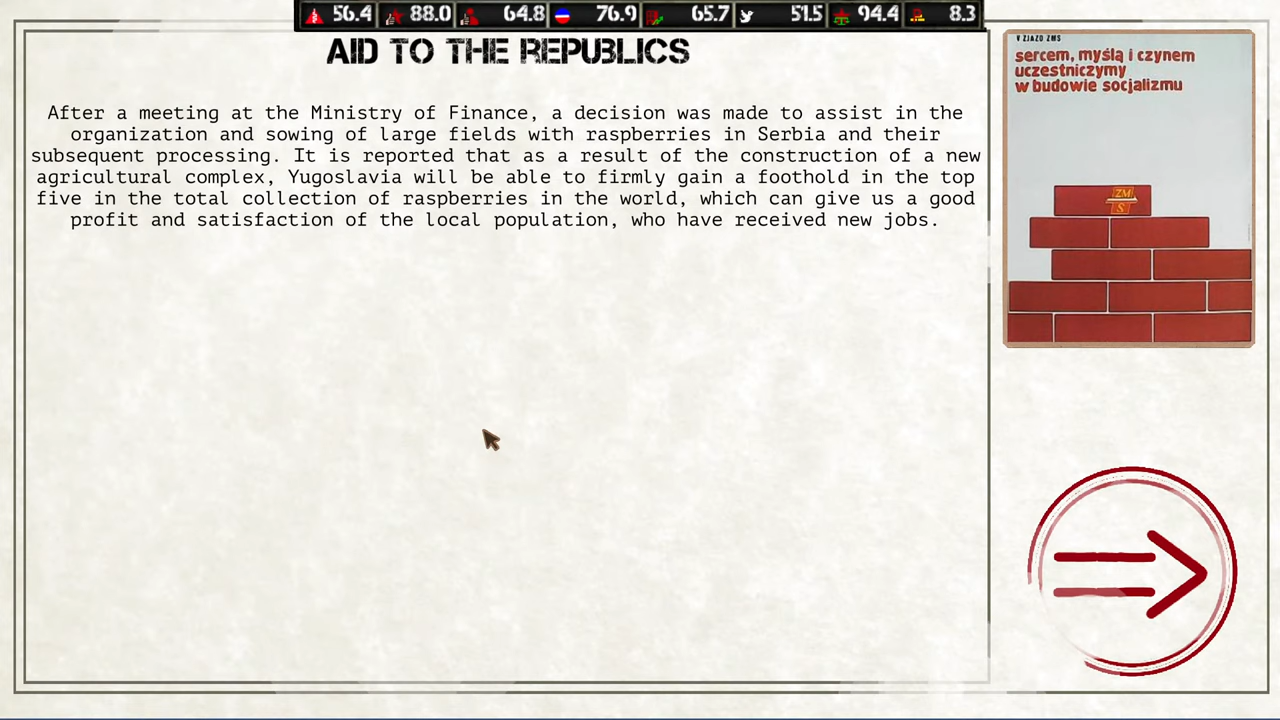 56.4 88.0 64.8 76.9 65.7 51.5 94.4 8.3
AID TO THE REPUBLICS
After a meeting at the Ministry of Finance, a decision was made to assist in the
organization and sowing of large fields with raspberries in Serbia and their
subsequent processing. It is reported that as a result of the construction of a new
agricultural complex, Yugoslavia will be able to firmly gain a foothold in the top
five in the total collection of raspberries in the world, which can give us a good
profit and satisfaction of the local population, who have received new jobs.
V ZJAZD ZMS
sercem, myślą i czynem
uczestniczymy
w budowie socjalizmu
ZM
S